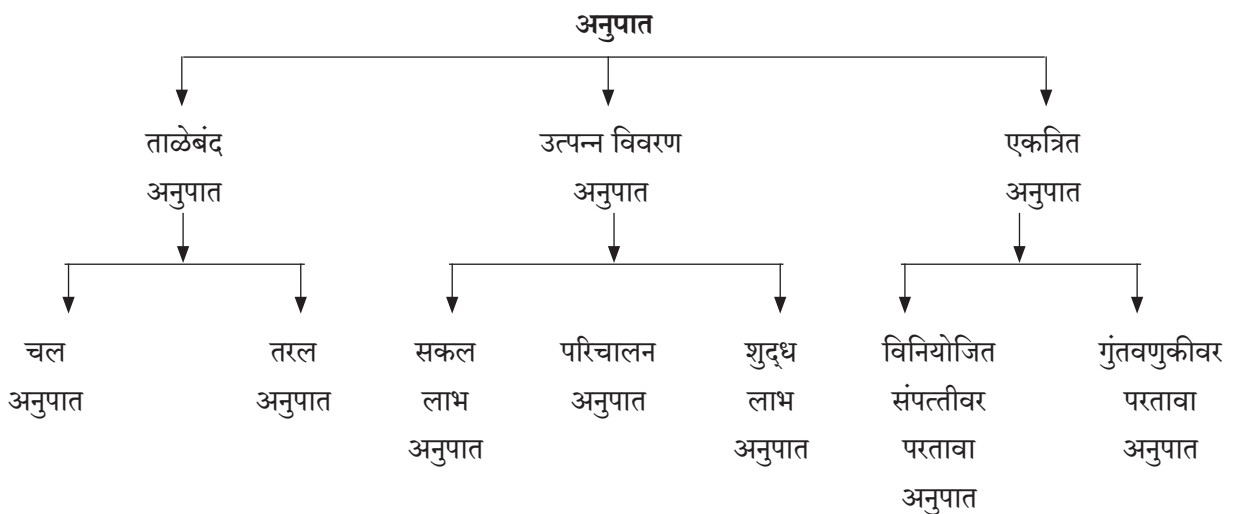 अनुपात
ताळेबंद
अनुपात
उत्पन्न विवरण
अनुपात
एकत्रित
अनुपात
चल
अनुपात
तरल
अनुपात
सकल
लाभ
अनुपात
परिचालन
अनुपात
शुद्ध
लाभ
अनुपात
विनियोजित
संपत्तीवर
परतावा
अनुपात
गुंतवणुकीवर
परतावा
अनुपात